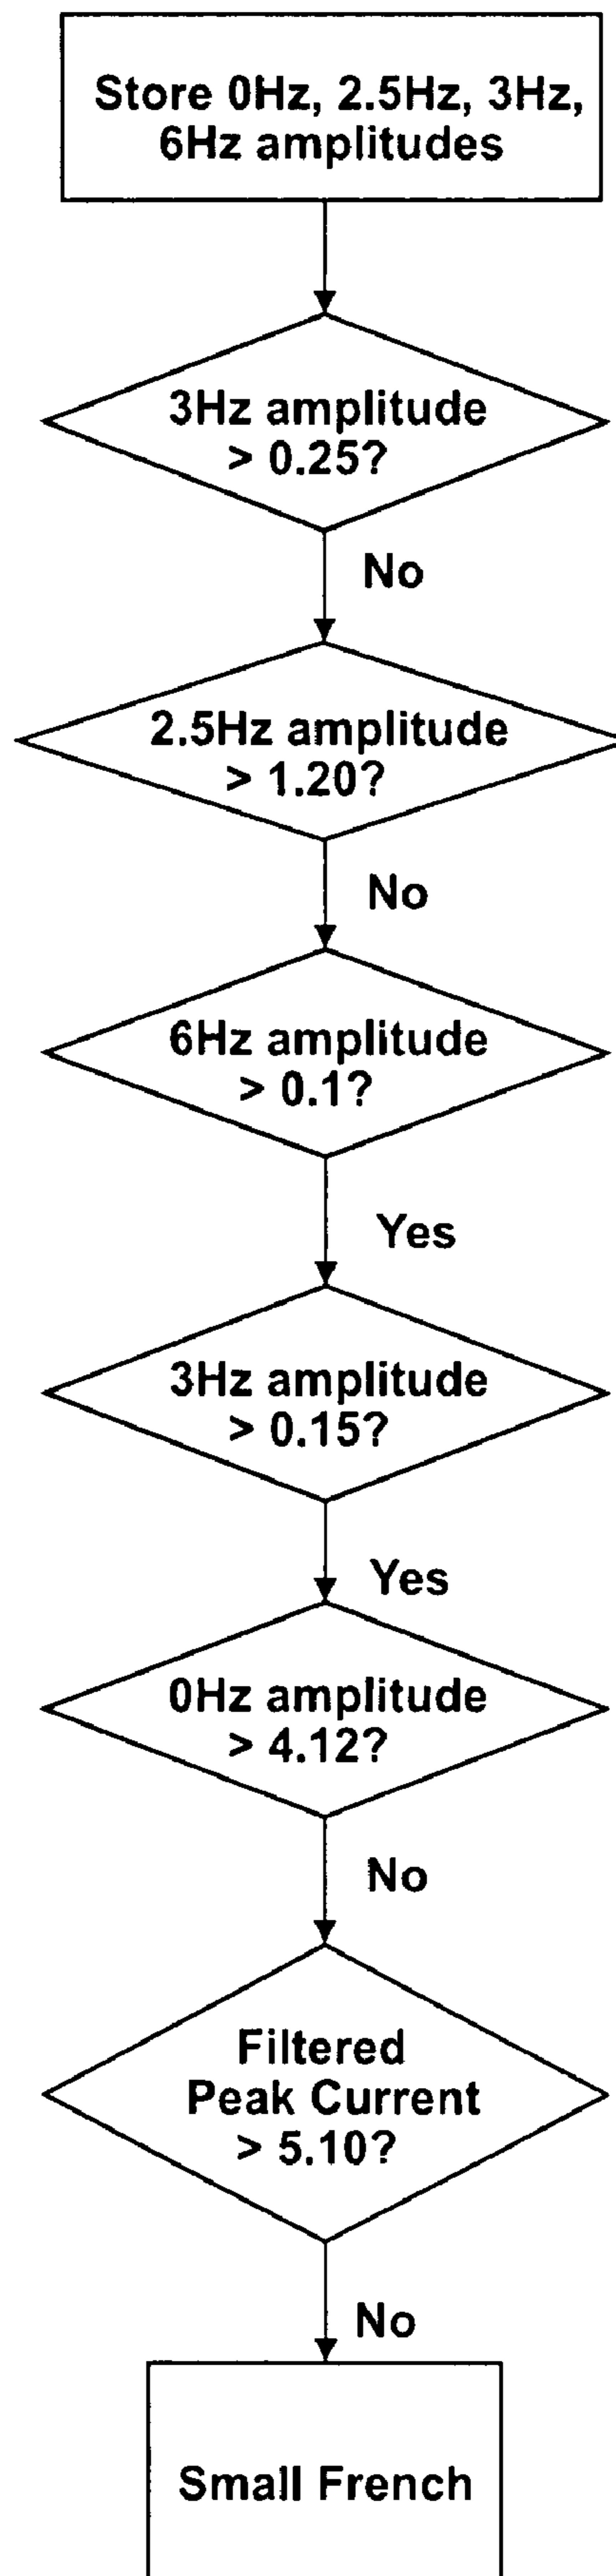 Store 0Hz, 2.5Hz, 3Hz,
6Hz amplitudes
3Hz amplitude
> 0.25?
No
2.5Hz amplitude
> 1.20?
No
6Hz amplitude
> 0.1?
Yes
3Hz amplitude
> 0.15?
Yes
0Hz amplitude
> 4.12?
No
Filtered
Peak Current
> 5.10?
No
Small French